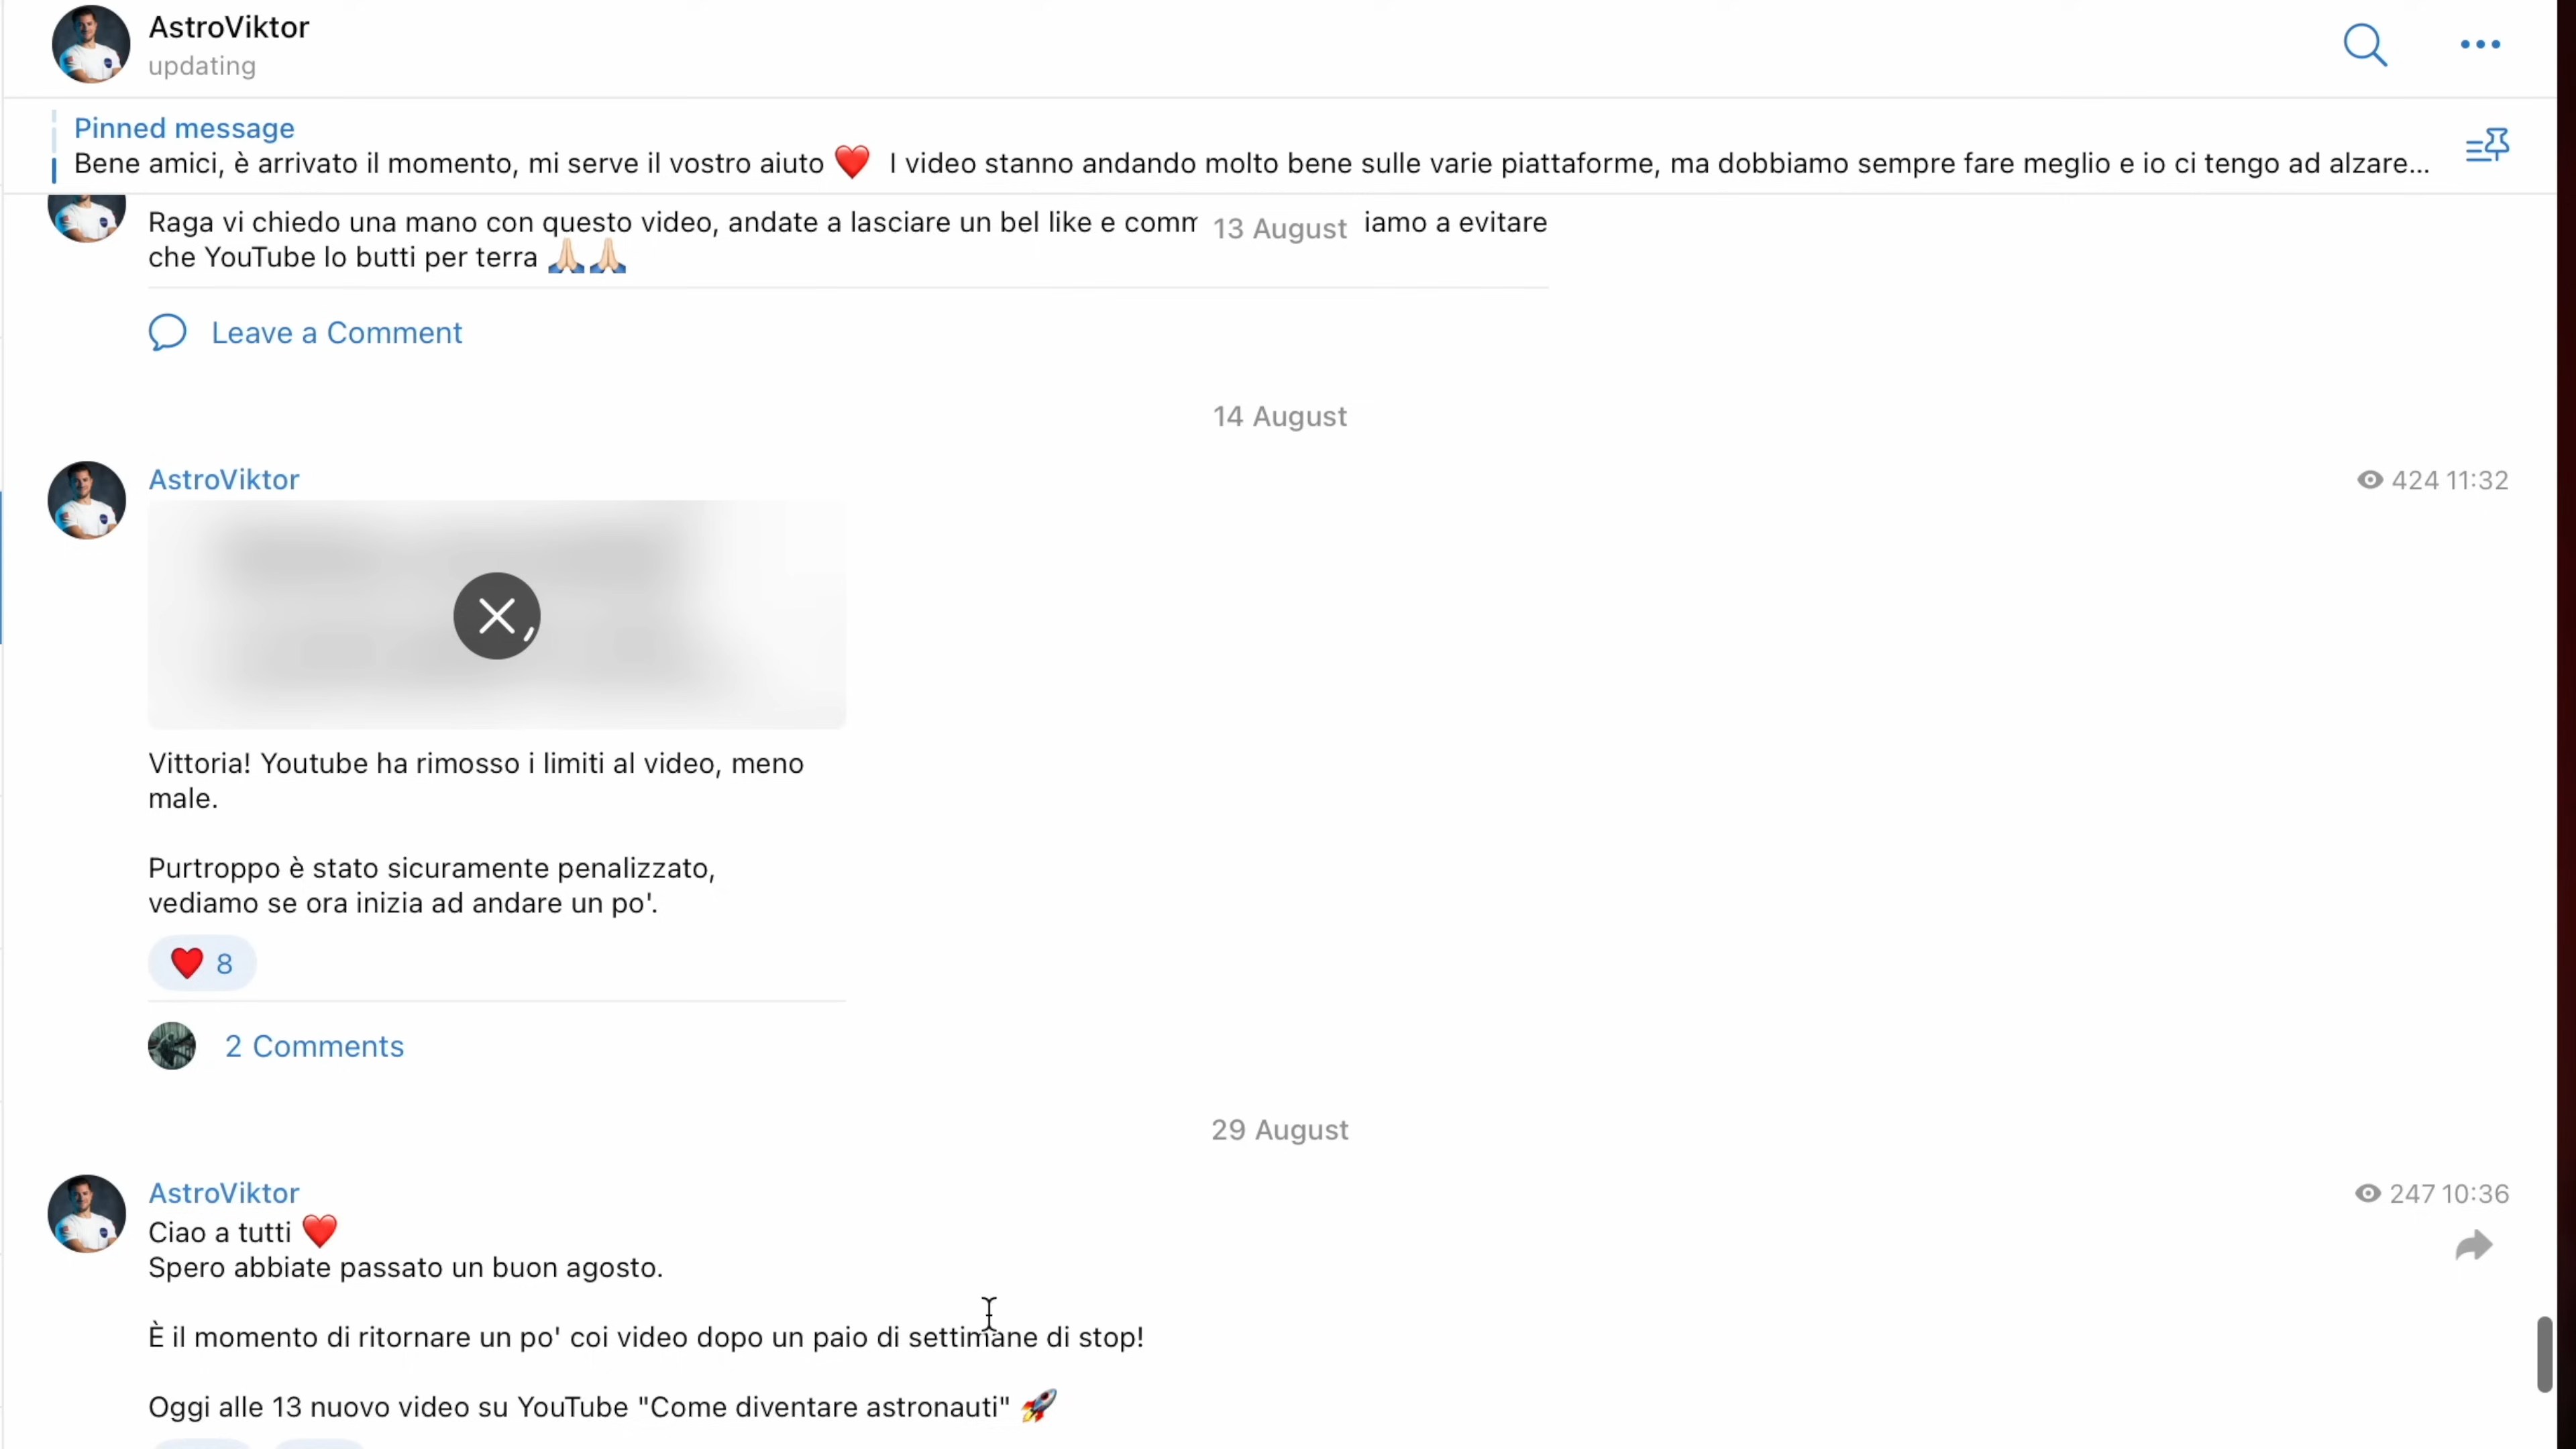 AstroViktor
updating
Pinned message
Bene amici, è arrivato il momento, mi serve il vostro aiuto ❤️ I video stanno andando molto bene sulle varie piattaforme, ma dobbiamo sempre fare meglio e io ci tengo ad alzare...
Raga vi chiedo una mano con questo video, andate a lasciare un bel like e comm 13 August iamo a evitare
che YouTube lo butti per terra 🙏🏻🙏🏻
Leave a Comment
14 August
AstroViktor 424 11:32
Vittoria! Youtube ha rimosso i limiti al video, meno
male.
Purtroppo è stato sicuramente penalizzato,
vediamo se ora inizia ad andare un po'.
❤️ 8
2 Comments
29 August
AstroViktor 247 10:36
Ciao a tutti ❤️
Spero abbiate passato un buon agosto.
È il momento di ritornare un po' coi video dopo un paio di settimane di stop!
Oggi alle 13 nuovo video su YouTube "Come diventare astronauti" 🚀